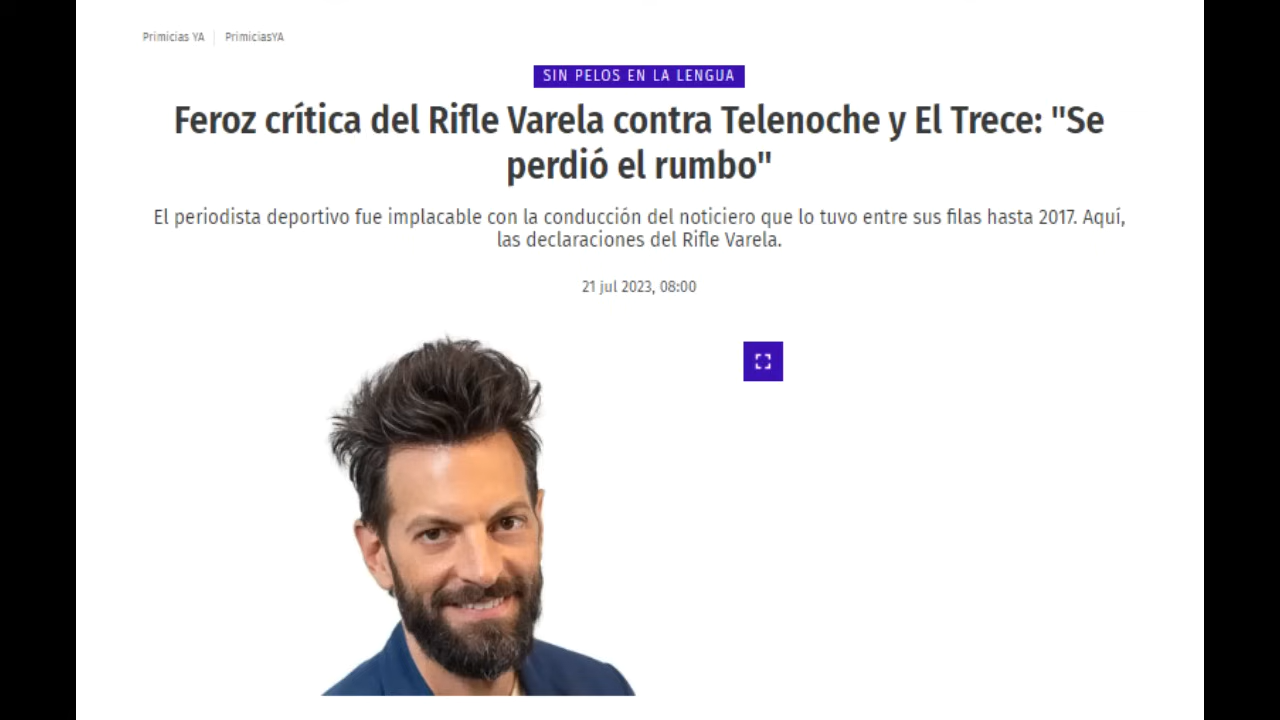 Primicias YA | PrimiciasYA
SIN PELOS EN LA LENGUA
Feroz crítica del Rifle Varela contra Telenoche y El Trece: "Se
perdió el rumbo"
El periodista deportivo fue implacable con la conducción del noticiero que lo tuvo entre sus filas hasta 2017. Aquí,
las declaraciones del Rifle Varela.
21 jul 2023, 08:00